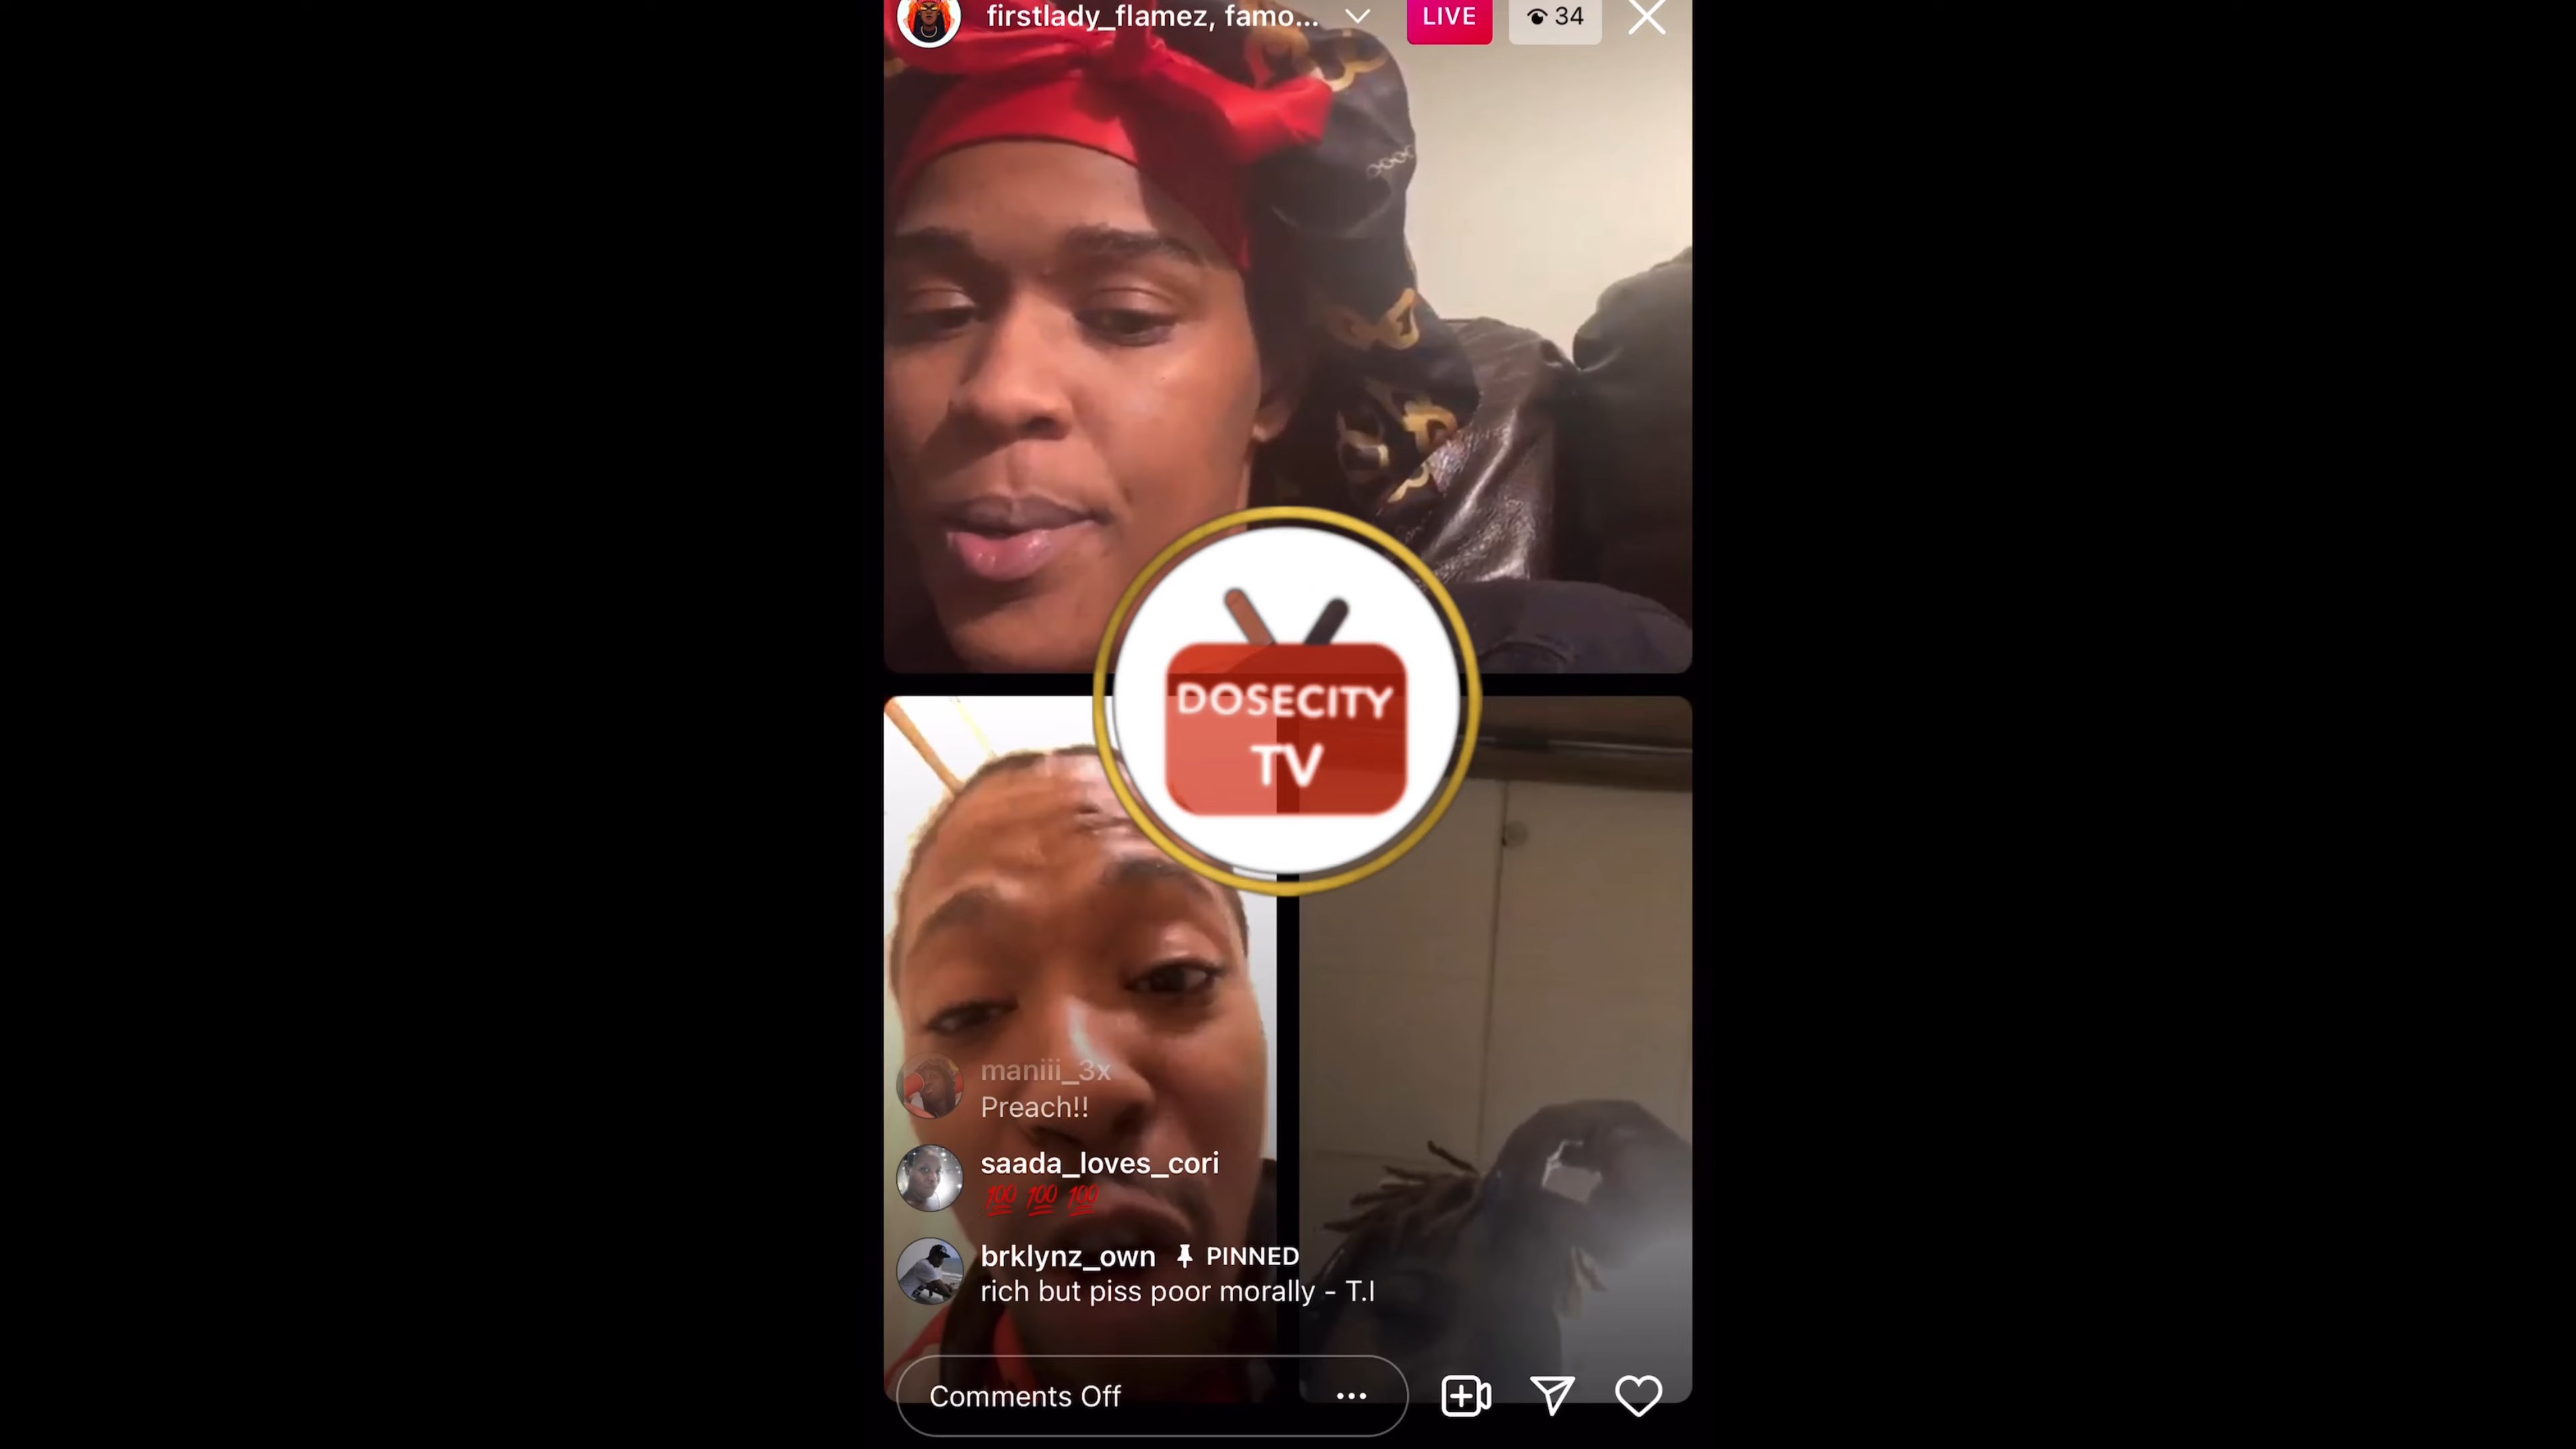 firstlady_flamez, famo...
LIVE
34
DOSECITY
TV
maniii_3x
Preach!!
saada_loves_cori
💯 💯 💯
brklynz_own PINNED
rich but piss poor morally - T.I
Comments Off